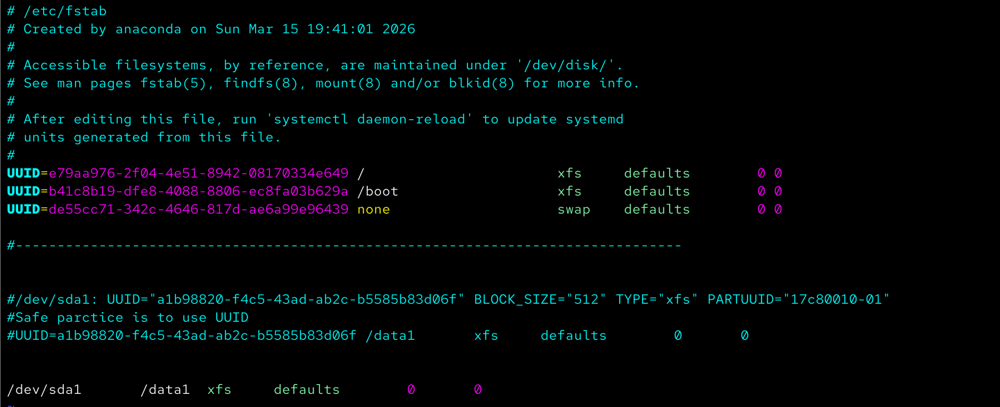 # /etc/fstab
# Created by anaconda on Sun Mar 15 19:41:01 2026
#
# Accessible filesystems, by reference, are maintained under '/dev/disk/'.
# See man pages fstab(5), findfs(8), mount(8) and/or blkid(8) for more info.
#
# After editing this file, run 'systemctl daemon-reload' to update systemd
# units generated from this file.
#
UUID=e79aa976-2f04-4e51-8942-08170334e649 /                       xfs     defaults        0 0
UUID=b41c8b19-dfe8-4088-8806-ec8fa03b629a /boot                   xfs     defaults        0 0
UUID=de55cc71-342c-4646-817d-ae6a99e96439 none                    swap    defaults        0 0
#--------------------------------------------------------------------------------
#/dev/sda1: UUID="a1b98820-f4c5-43ad-ab2c-b5585b83d06f" BLOCK_SIZE="512" TYPE="xfs" PARTUUID="17c80010-01"
#Safe parctice is to use UUID
#UUID=a1b98820-f4c5-43ad-ab2c-b5585b83d06f /data1       xfs     defaults        0       0
/dev/sda1       /data1  xfs     defaults        0       0